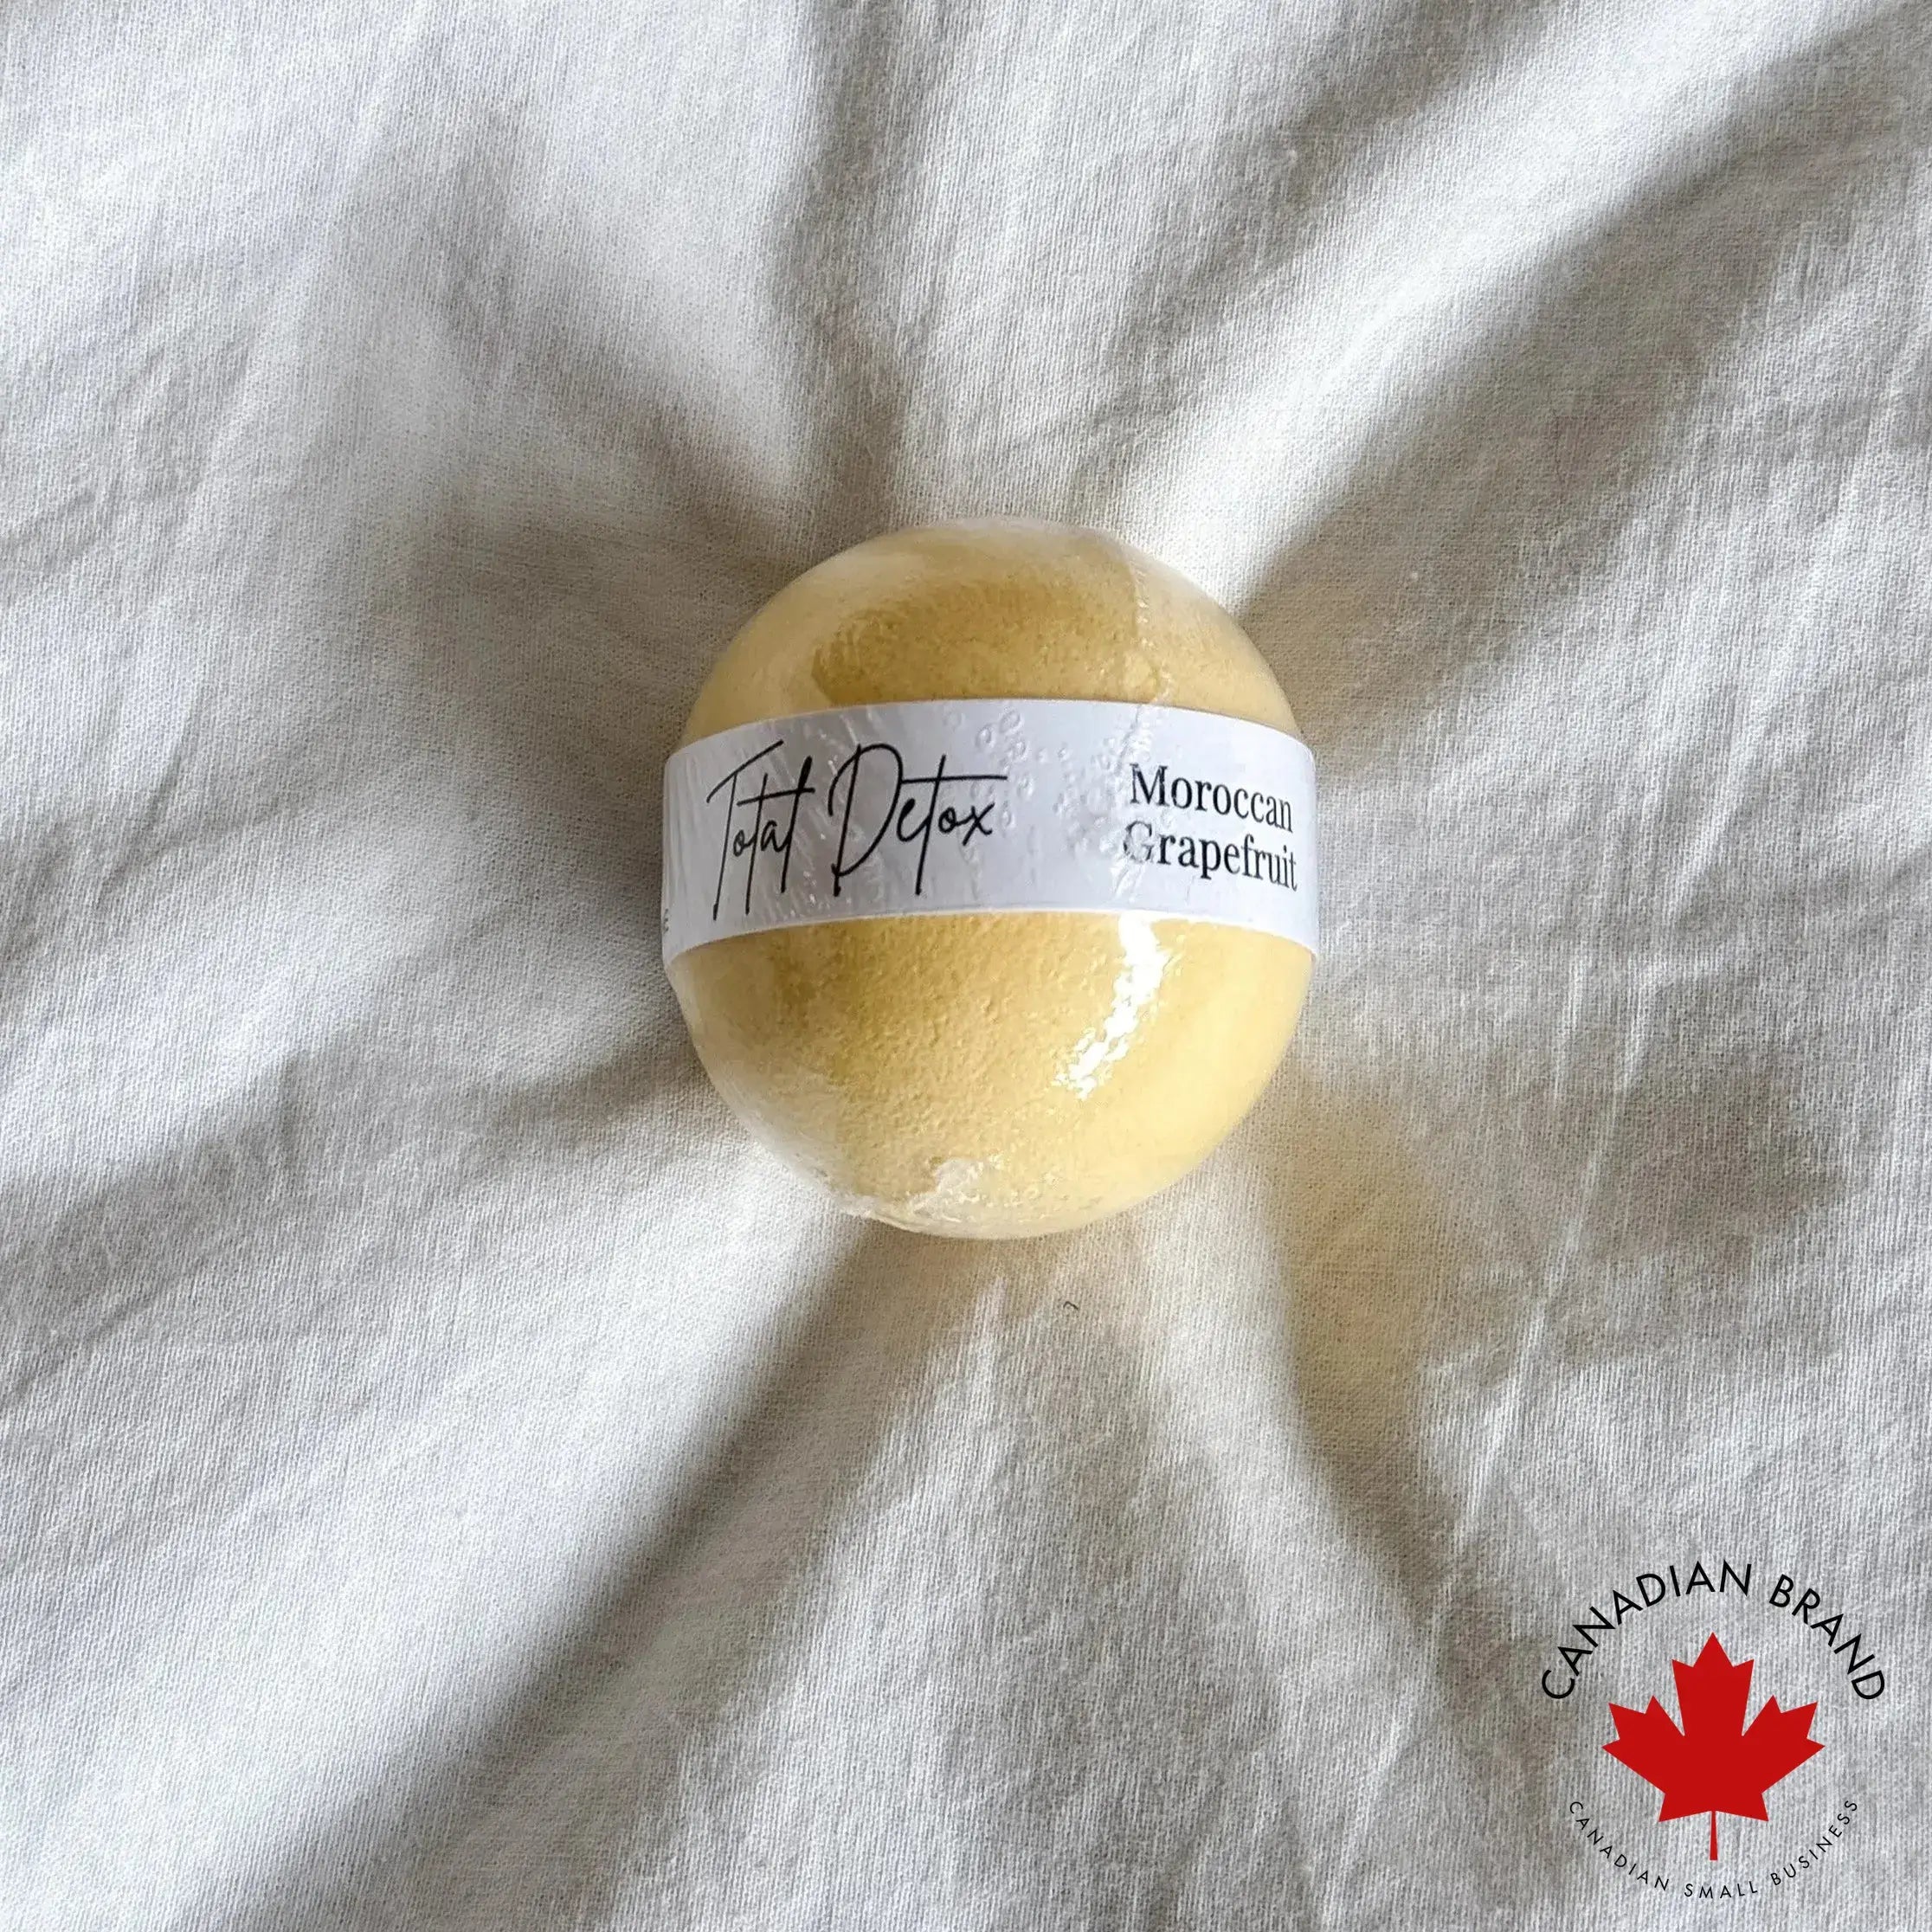 Total Detox
Moroccan
Grapefruit
CANADIAN BRAND
CANADIAN SMALL BUSINESS